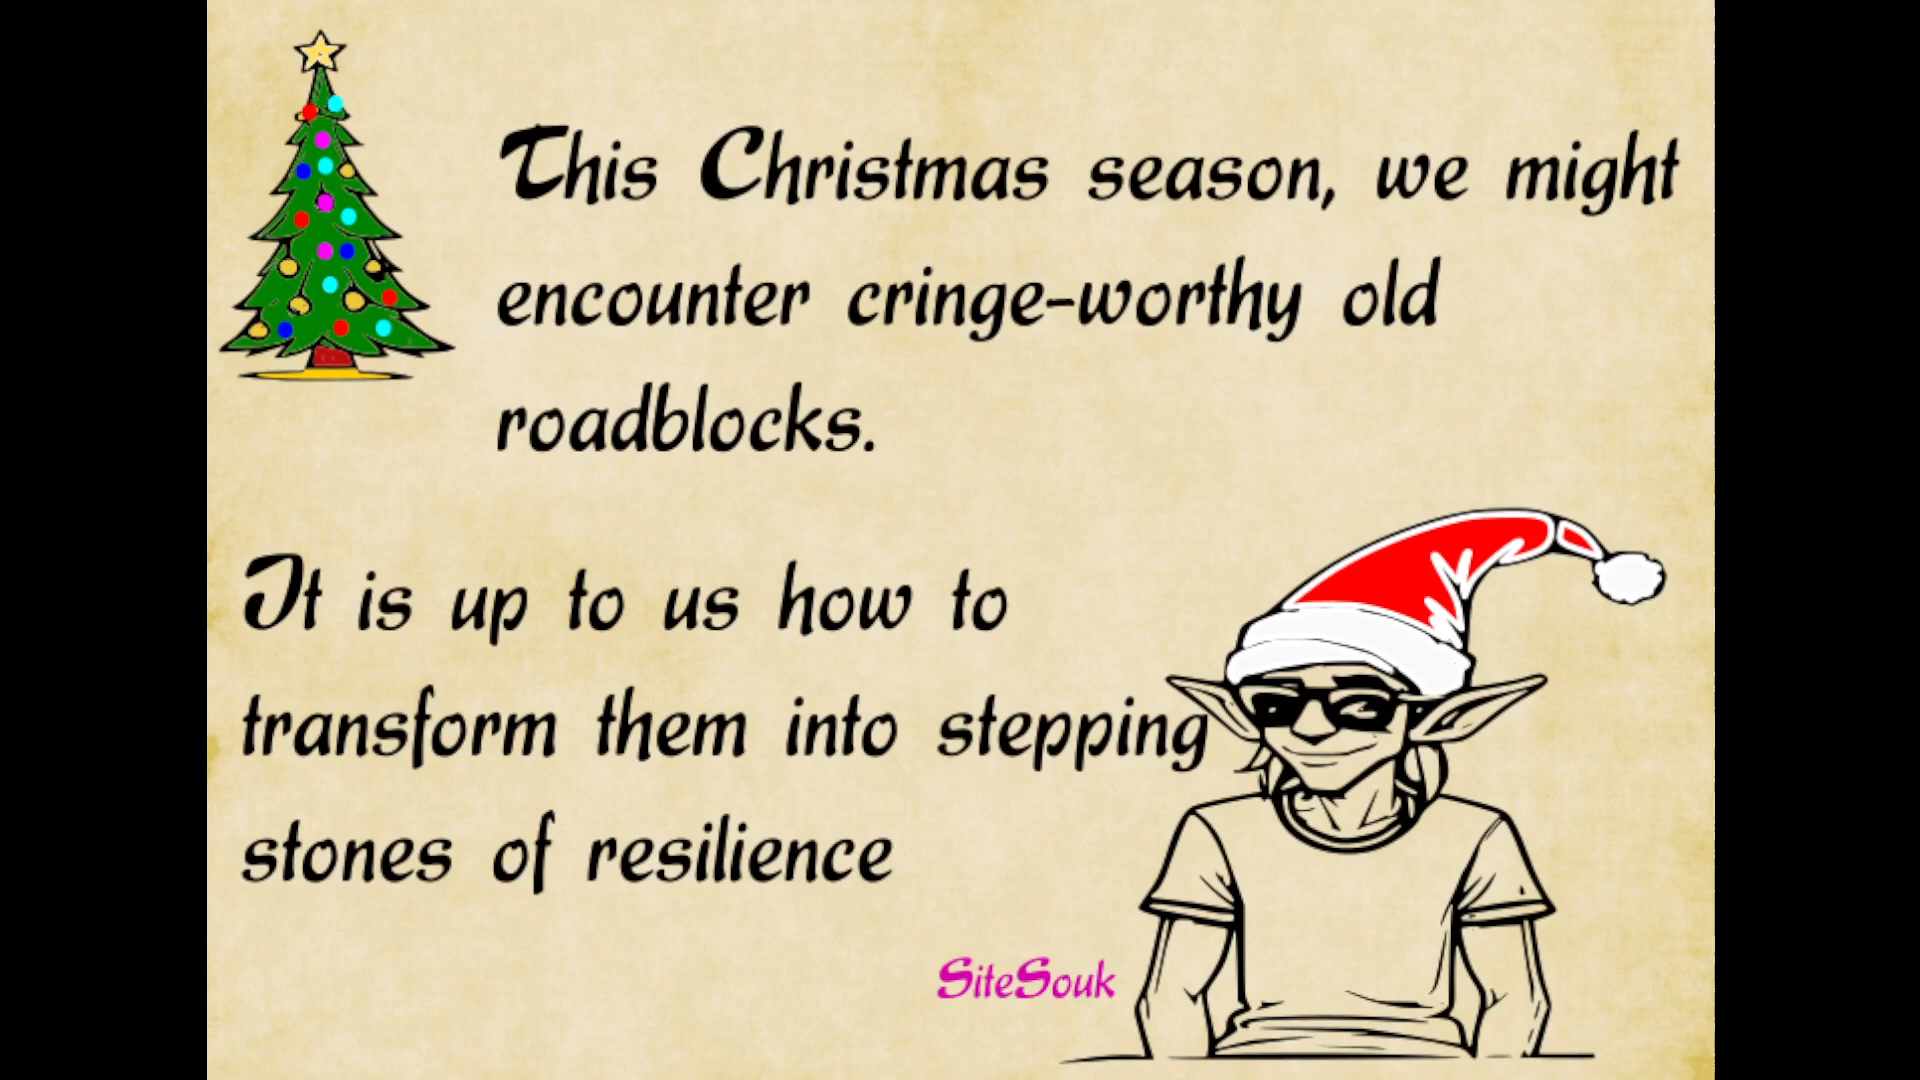 This Christmas season, we might
encounter cringe-worthy old
roadblocks.
It is up to us how to
transform them into stepping
stones of resilience
SiteSouk